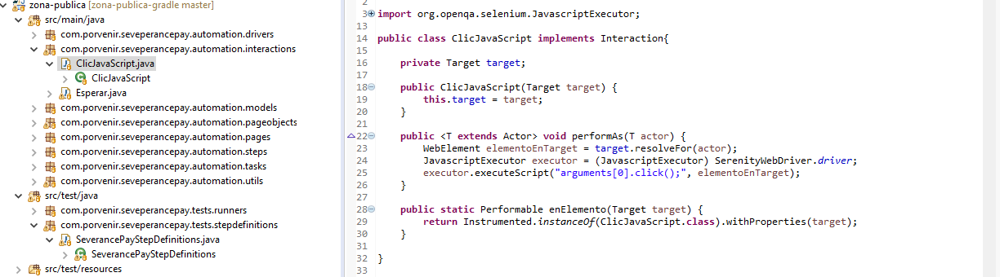 zona-publica [zona-publica-gradle master]
src/main/java
com.porvenir.seveperancepay.automation.drivers
com.porvenir.seveperancepay.automation.interactions
ClicJavaScript.java
ClicJavaScript
Esperar.java
com.porvenir.seveperancepay.automation.models
com.porvenir.seveperancepay.automation.pageobjects
com.porvenir.seveperancepay.automation.pages
com.porvenir.seveperancepay.automation.steps
com.porvenir.seveperancepay.automation.tasks
com.porvenir.seveperancepay.automation.utils
src/test/java
com.porvenir.seveperancepay.tests.runners
com.porvenir.seveperancepay.tests.stepdefinitions
SeverancePayStepDefinitions.java
SeverancePayStepDefinitions
src/test/resources
2
3 import org.openqa.selenium.JavascriptExecutor;
13
14 public class ClicJavaScript implements Interaction{
15
16 private Target target;
17
18 public ClicJavaScript(Target target) {
19 this.target = target;
20 }
21
22 public <T extends Actor> void performAs(T actor) {
23 WebElement elementoEnTarget = target.resolveFor(actor);
24 JavascriptExecutor executor = (JavascriptExecutor) SerenityWebDriver.driver;
25 executor.executeScript("arguments[0].click();", elementoEnTarget);
26 }
27
28 public static Performable enElemento(Target target) {
29 return Instrumented.instanceOf(ClicJavaScript.class).withProperties(target);
30 }
31
32 }
33